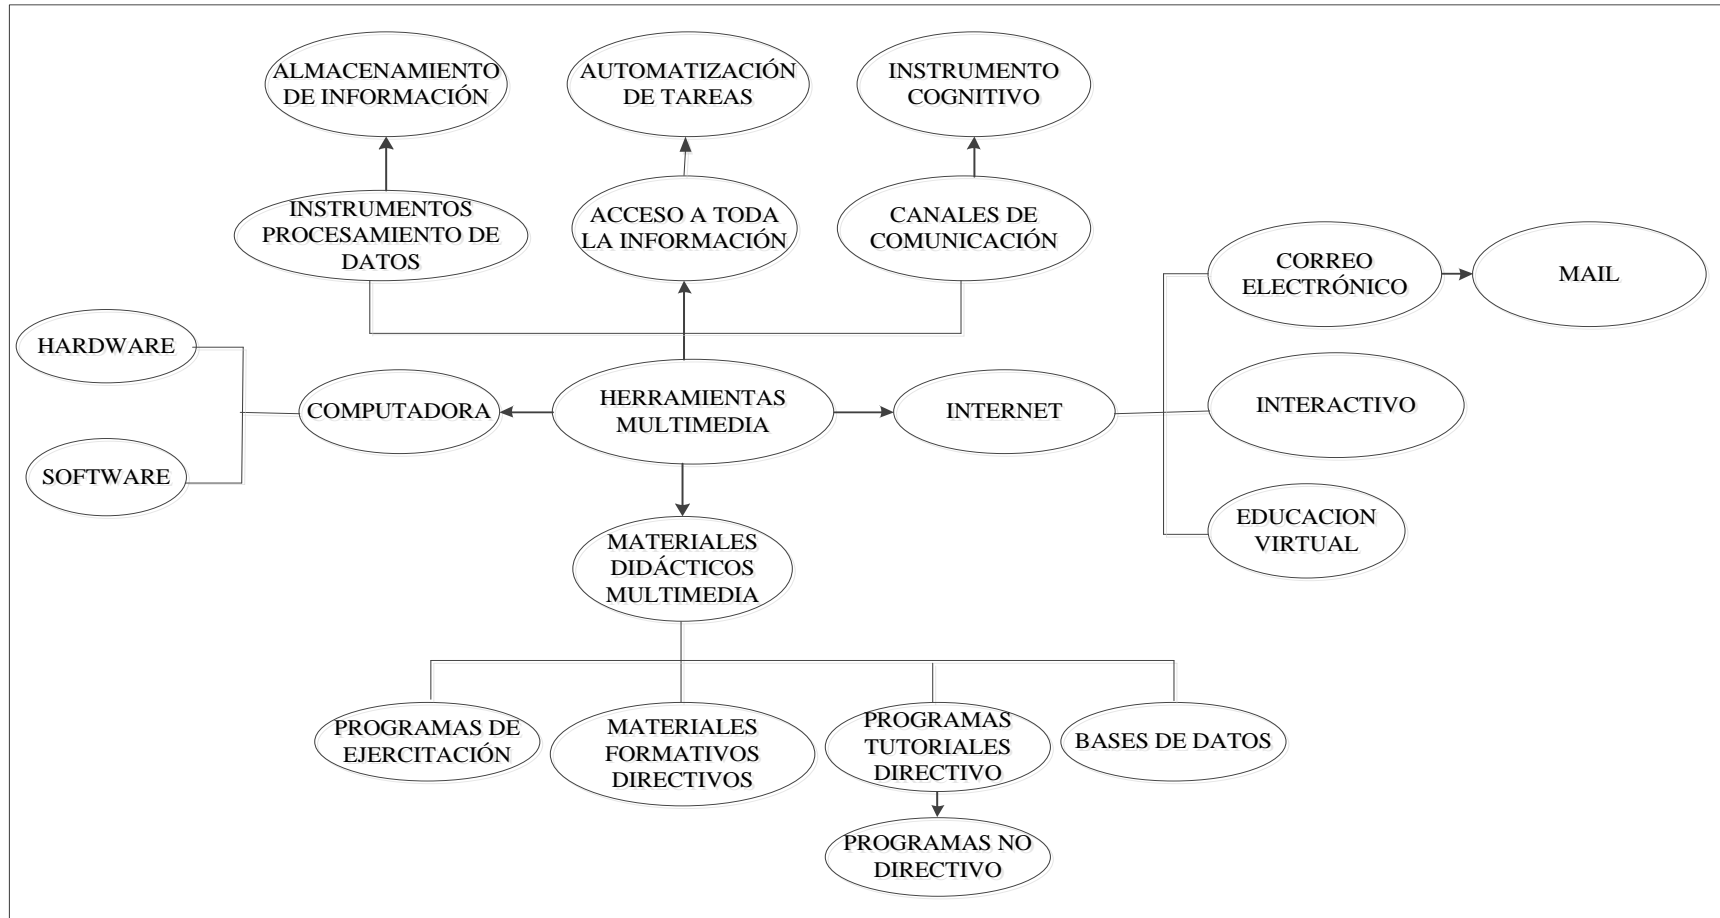 ALMACENAMIENTO
DE INFORMACIÓN
AUTOMATIZACIÓN
DE TAREAS
INSTRUMENTO
COGNITIVO
INSTRUMENTOS
PROCESAMIENTO DE
DATOS
ACCESO A TODA
LA INFORMACIÓN
CANALES DE
COMUNICACIÓN
CORREO
ELECTRÓNICO
MAIL
HARDWARE
SOFTWARE
COMPUTADORA
HERRAMIENTAS
MULTIMEDIA
INTERNET
INTERACTIVO
EDUCACION
VIRTUAL
MATERIALES
DIDÁCTICOS
MULTIMEDIA
PROGRAMAS DE
EJERCITACIÓN
MATERIALES
FORMATIVOS
DIRECTIVOS
PROGRAMAS
TUTORIALES
DIRECTIVO
BASES DE DATOS
PROGRAMAS NO
DIRECTIVO